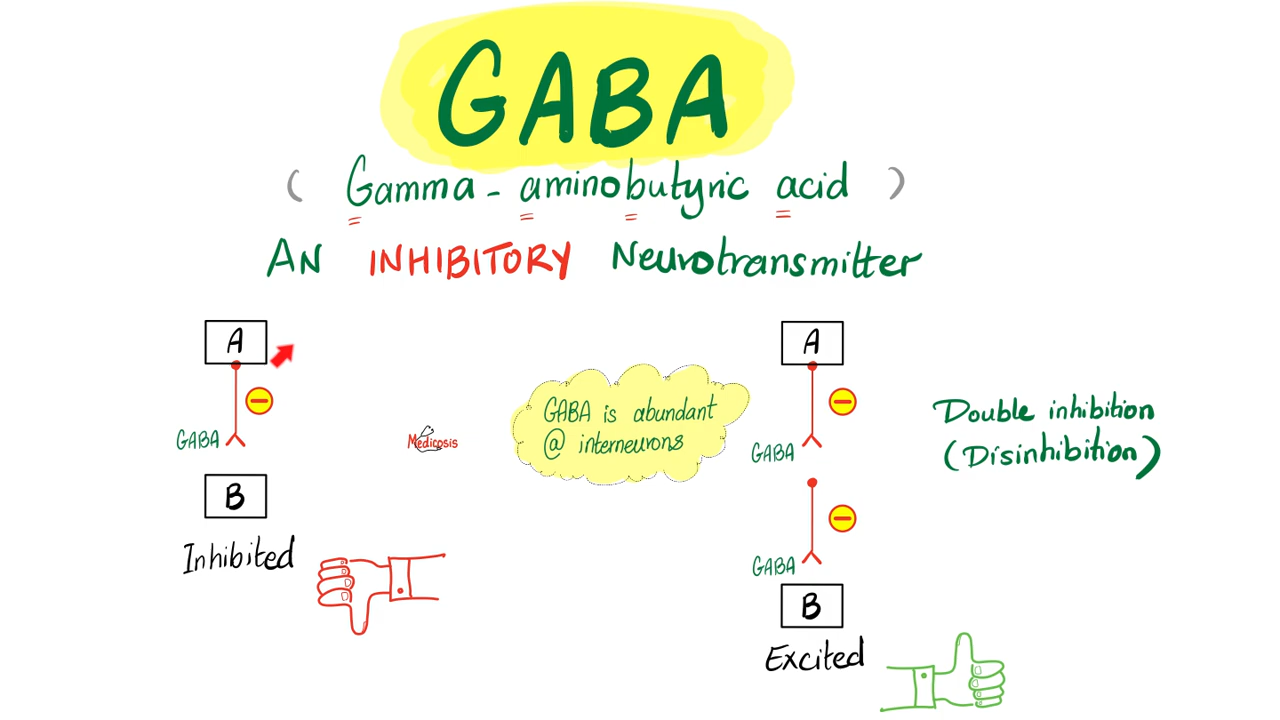 GABA
( Gamma - aminobutyric acid )
AN INHIBITORY Neurotransmitter
A
GABA
B
Inhibited
Medicosis
GABA is abundant
@ interneurons
A
GABA
GABA
B
Excited
Double inhibition
(Disinhibition)